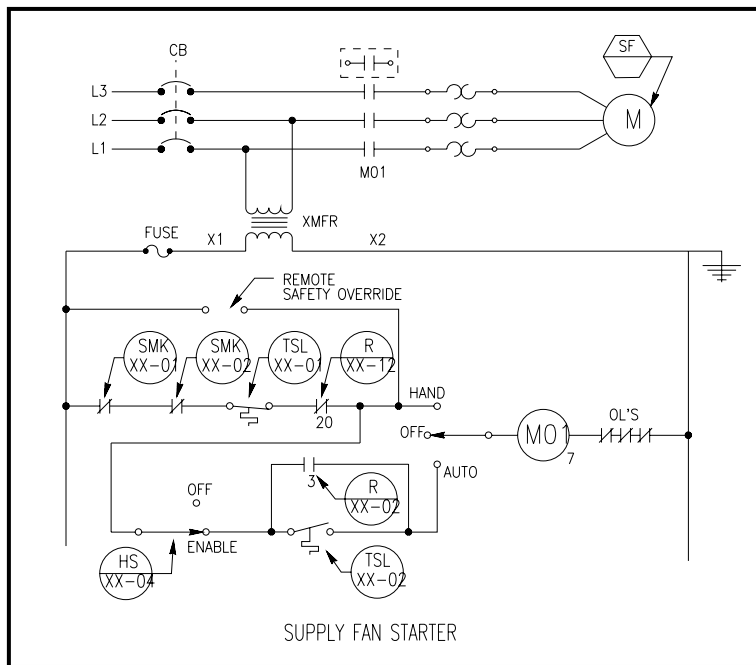 CB
SF
L3
L2
M
L1
M01
XMFR
FUSE
X1
X2
REMOTE
SAFETY OVERRIDE
SMK
XX-01
SMK
XX-02
TSL
XX-01
R
XX-12
HAND
20
OFF
M01
7
OL'S
AUTO
OFF
3
R
XX-02
ENABLE
HS
XX-04
TSL
XX-02
SUPPLY FAN STARTER